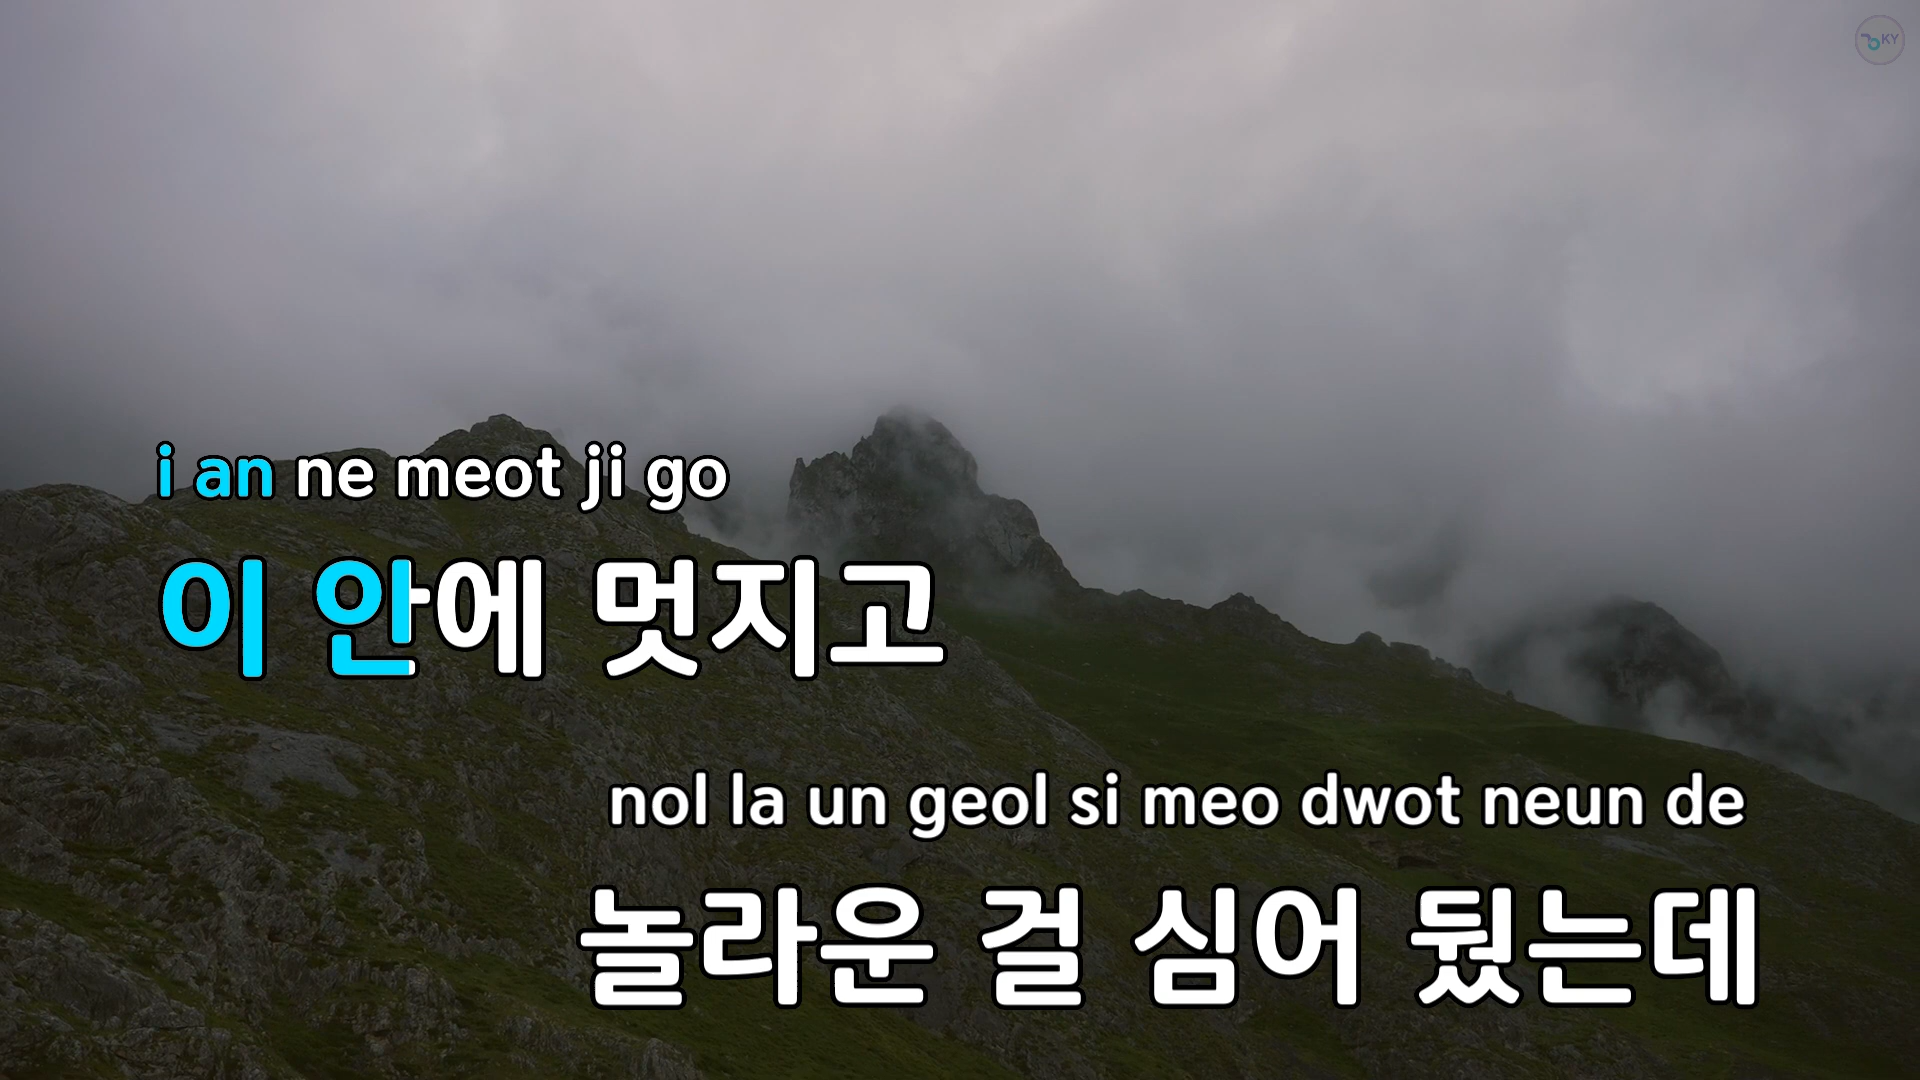 KY
i an ne meot ji go
이 안에 멋지고
nol la un geol si meo dwot neun de
놀라운 걸 심어 뒀는데